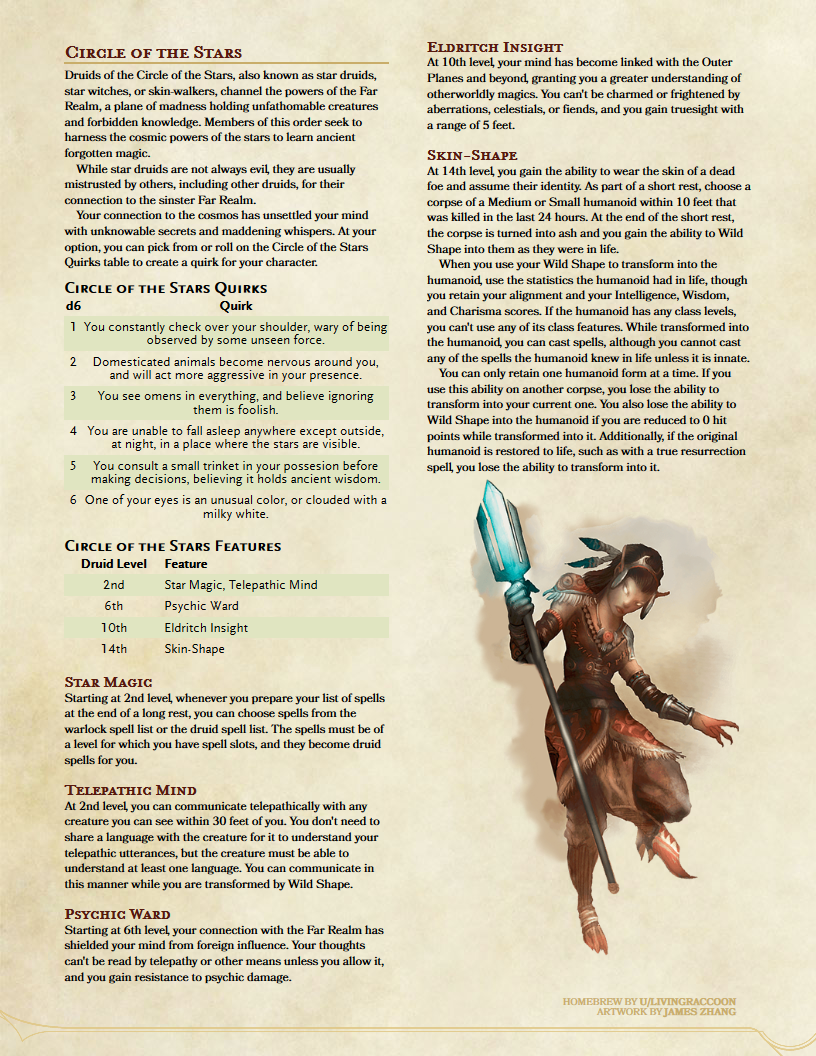 Circle of the Stars
Druids of the Circle of the Stars, also known as star druids,
star witches, or skin-walkers, channel the powers of the Far
Realm, a plane of madness holding unfathomable creatures
and forbidden knowledge. Members of this order seek to
harness the cosmic powers of the stars to learn ancient
forgotten magic.
While star druids are not always evil, they are usually
mistrusted by others, including other druids, for their
connection to the sinster Far Realm.
Your connection to the cosmos has unsettled your mind
with unknowable secrets and maddening whispers. At your
option, you can pick from or roll on the Circle of the Stars
Quirks table to create a quirk for your character.
Circle of the Stars Quirks
d6 Quirk
1 You constantly check over your shoulder, wary of being
observed by some unseen force.
2 Domesticated animals become nervous around you,
and will act more aggressive in your presence.
3 You see omens in everything, and believe ignoring
them is foolish.
4 You are unable to fall asleep anywhere except outside,
at night, in a place where the stars are visible.
5 You consult a small trinket in your possesion before
making decisions, believing it holds ancient wisdom.
6 One of your eyes is an unusual color, or clouded with a
milky white.
Circle of the Stars Features
Druid Level Feature
2nd Star Magic, Telepathic Mind
6th Psychic Ward
10th Eldritch Insight
14th Skin-Shape
Star Magic
Starting at 2nd level, whenever you prepare your list of spells
at the end of a long rest, you can choose spells from the
warlock spell list or the druid spell list. The spells must be of
a level for which you have spell slots, and they become druid
spells for you.
Telepathic Mind
At 2nd level, you can communicate telepathically with any
creature you can see within 30 feet of you. You don't need to
share a language with the creature for it to understand your
telepathic utterances, but the creature must be able to
understand at least one language. You can communicate in
this manner while you are transformed by Wild Shape.
Psychic Ward
Starting at 6th level, your connection with the Far Realm has
shielded your mind from foreign influence. Your thoughts
can't be read by telepathy or other means unless you allow it,
and you gain resistance to psychic damage.
Eldritch Insight
At 10th level, your mind has become linked with the Outer
Planes and beyond, granting you a greater understanding of
otherworldly magics. You can't be charmed or frightened by
aberrations, celestials, or fiends, and you gain truesight with
a range of 5 feet.
Skin-Shape
At 14th level, you gain the ability to wear the skin of a dead
foe and assume their identity. As part of a short rest, choose a
corpse of a Medium or Small humanoid within 10 feet that
was killed in the last 24 hours. At the end of the short rest,
the corpse is turned into ash and you gain the ability to Wild
Shape into them as they were in life.
When you use your Wild Shape to transform into the
humanoid, use the statistics the humanoid had in life, though
you retain your alignment and your Intelligence, Wisdom,
and Charisma scores. If the humanoid has any class levels,
you can't use any of its class features. While transformed into
the humanoid, you can cast spells, although you cannot cast
any of the spells the humanoid knew in life unless it is innate.
You can only retain one humanoid form at a time. If you
use this ability on another corpse, you lose the ability to
transform into your current one. You also lose the ability to
Wild Shape into the humanoid if you are reduced to 0 hit
points while transformed into it. Additionally, if the original
humanoid is restored to life, such as with a true resurrection
spell, you lose the ability to transform into it.
HOMEBREW BY U/LIVINGRACCOON
ARTWORK BY JAMES ZHANG